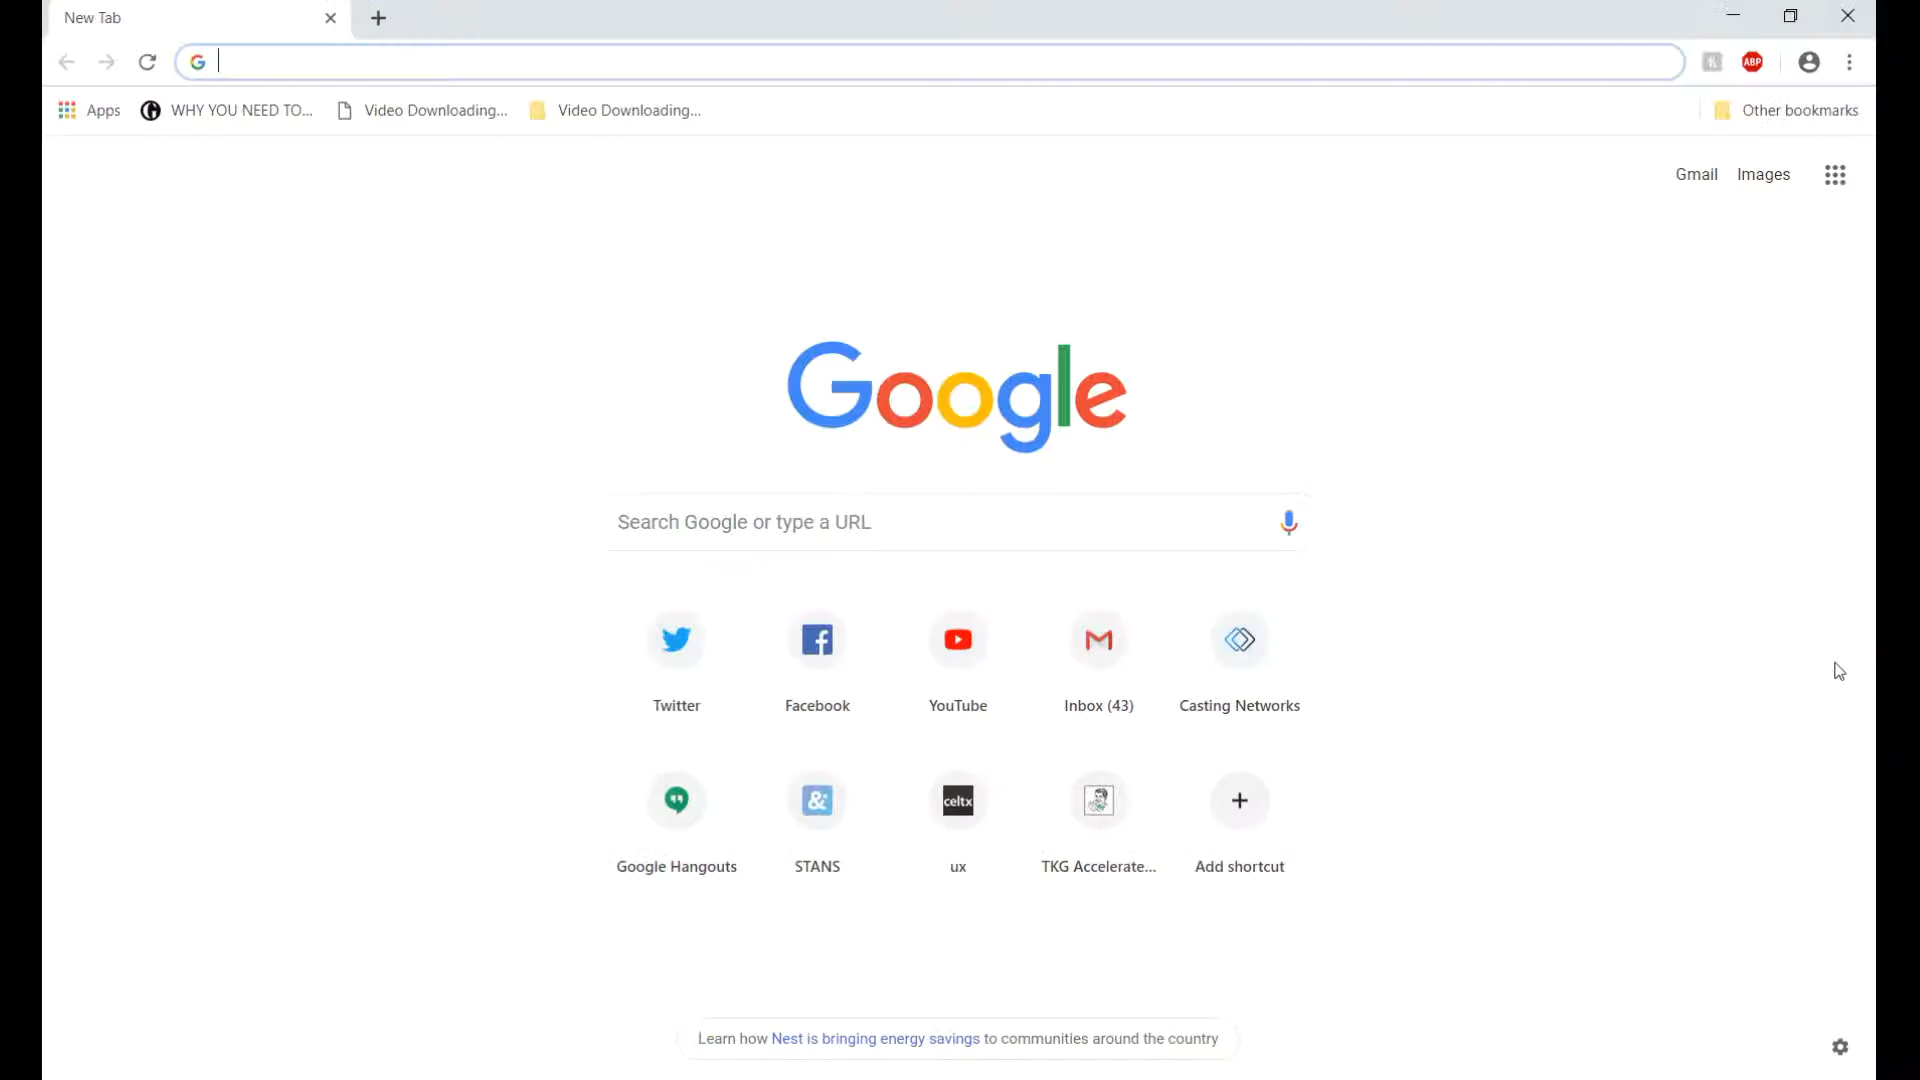 New Tab
Apps WHY YOU NEED TO... Video Downloading... Video Downloading... Other bookmarks
ABP
Gmail Images
Google
Search Google or type a URL
Twitter Facebook YouTube Inbox (43) Casting Networks
&: celtx
Google Hangouts STANS ux TKG Accelerate... Add shortcut
Learn how Nest is bringing energy savings to communities around the country